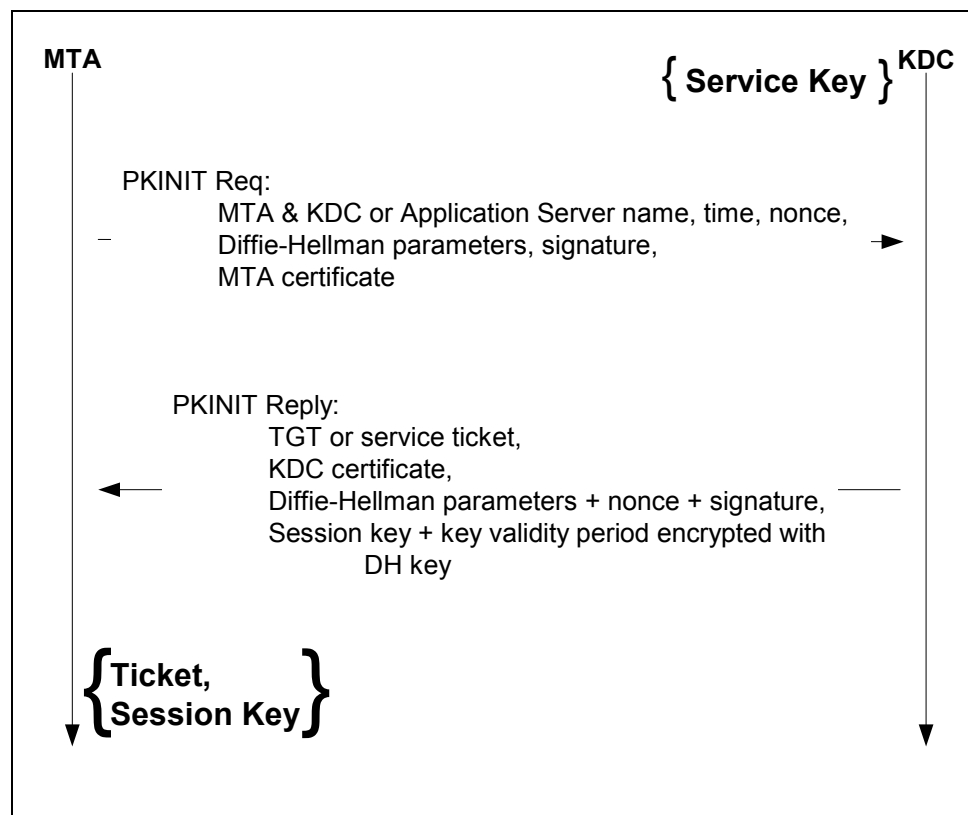 MTA
KDC
{ Service Key }
PKINIT Req:
MTA & KDC or Application Server name, time, nonce,
Diffie-Hellman parameters, signature,
MTA certificate
PKINIT Reply:
TGT or service ticket,
KDC certificate,
Diffie-Hellman parameters + nonce + signature,
Session key + key validity period encrypted with
DH key
{Ticket,
Session Key}